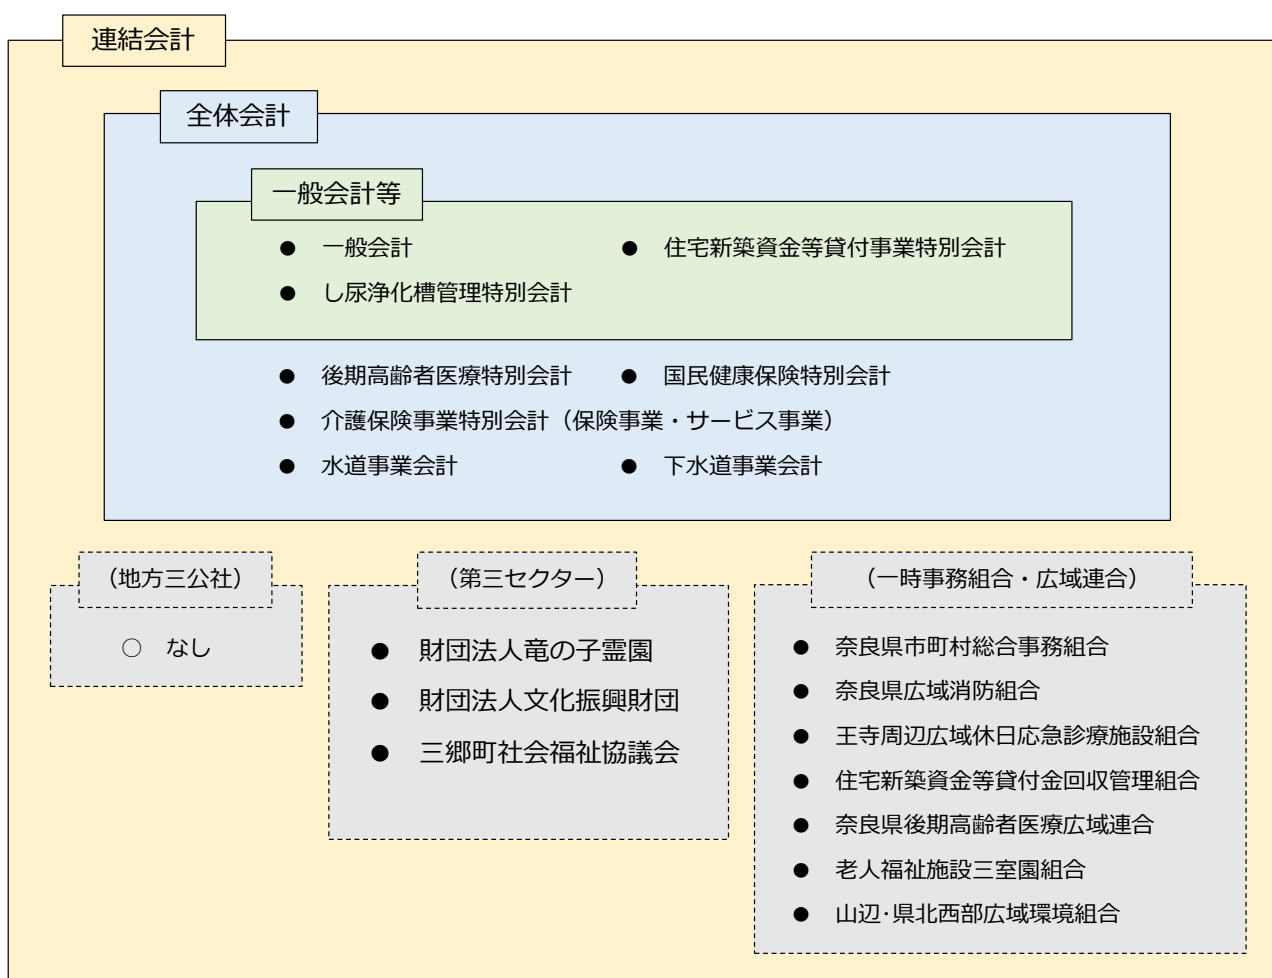 連結会計
全体会計
一般会計等
● 一般会計 ● 住宅新築資金等貸付事業特別会計
● し尿浄化槽管理特別会計
● 後期高齢者医療特別会計 ● 国民健康保険特別会計
● 介護保険事業特別会計（保険事業・サービス事業）
● 水道事業会計 ● 下水道事業会計
（地方三公社）
○ なし
（第三セクター）
● 財団法人竜の子霊園
● 財団法人文化振興財団
● 三郷町社会福祉協議会
（一時事務組合・広域連合）
● 奈良県市町村総合事務組合
● 奈良県広域消防組合
● 王寺周辺広域休日応急診療施設組合
● 住宅新築資金等貸付金回収管理組合
● 奈良県後期高齢者医療広域連合
● 老人福祉施設三室園組合
● 山辺･県北西部広域環境組合